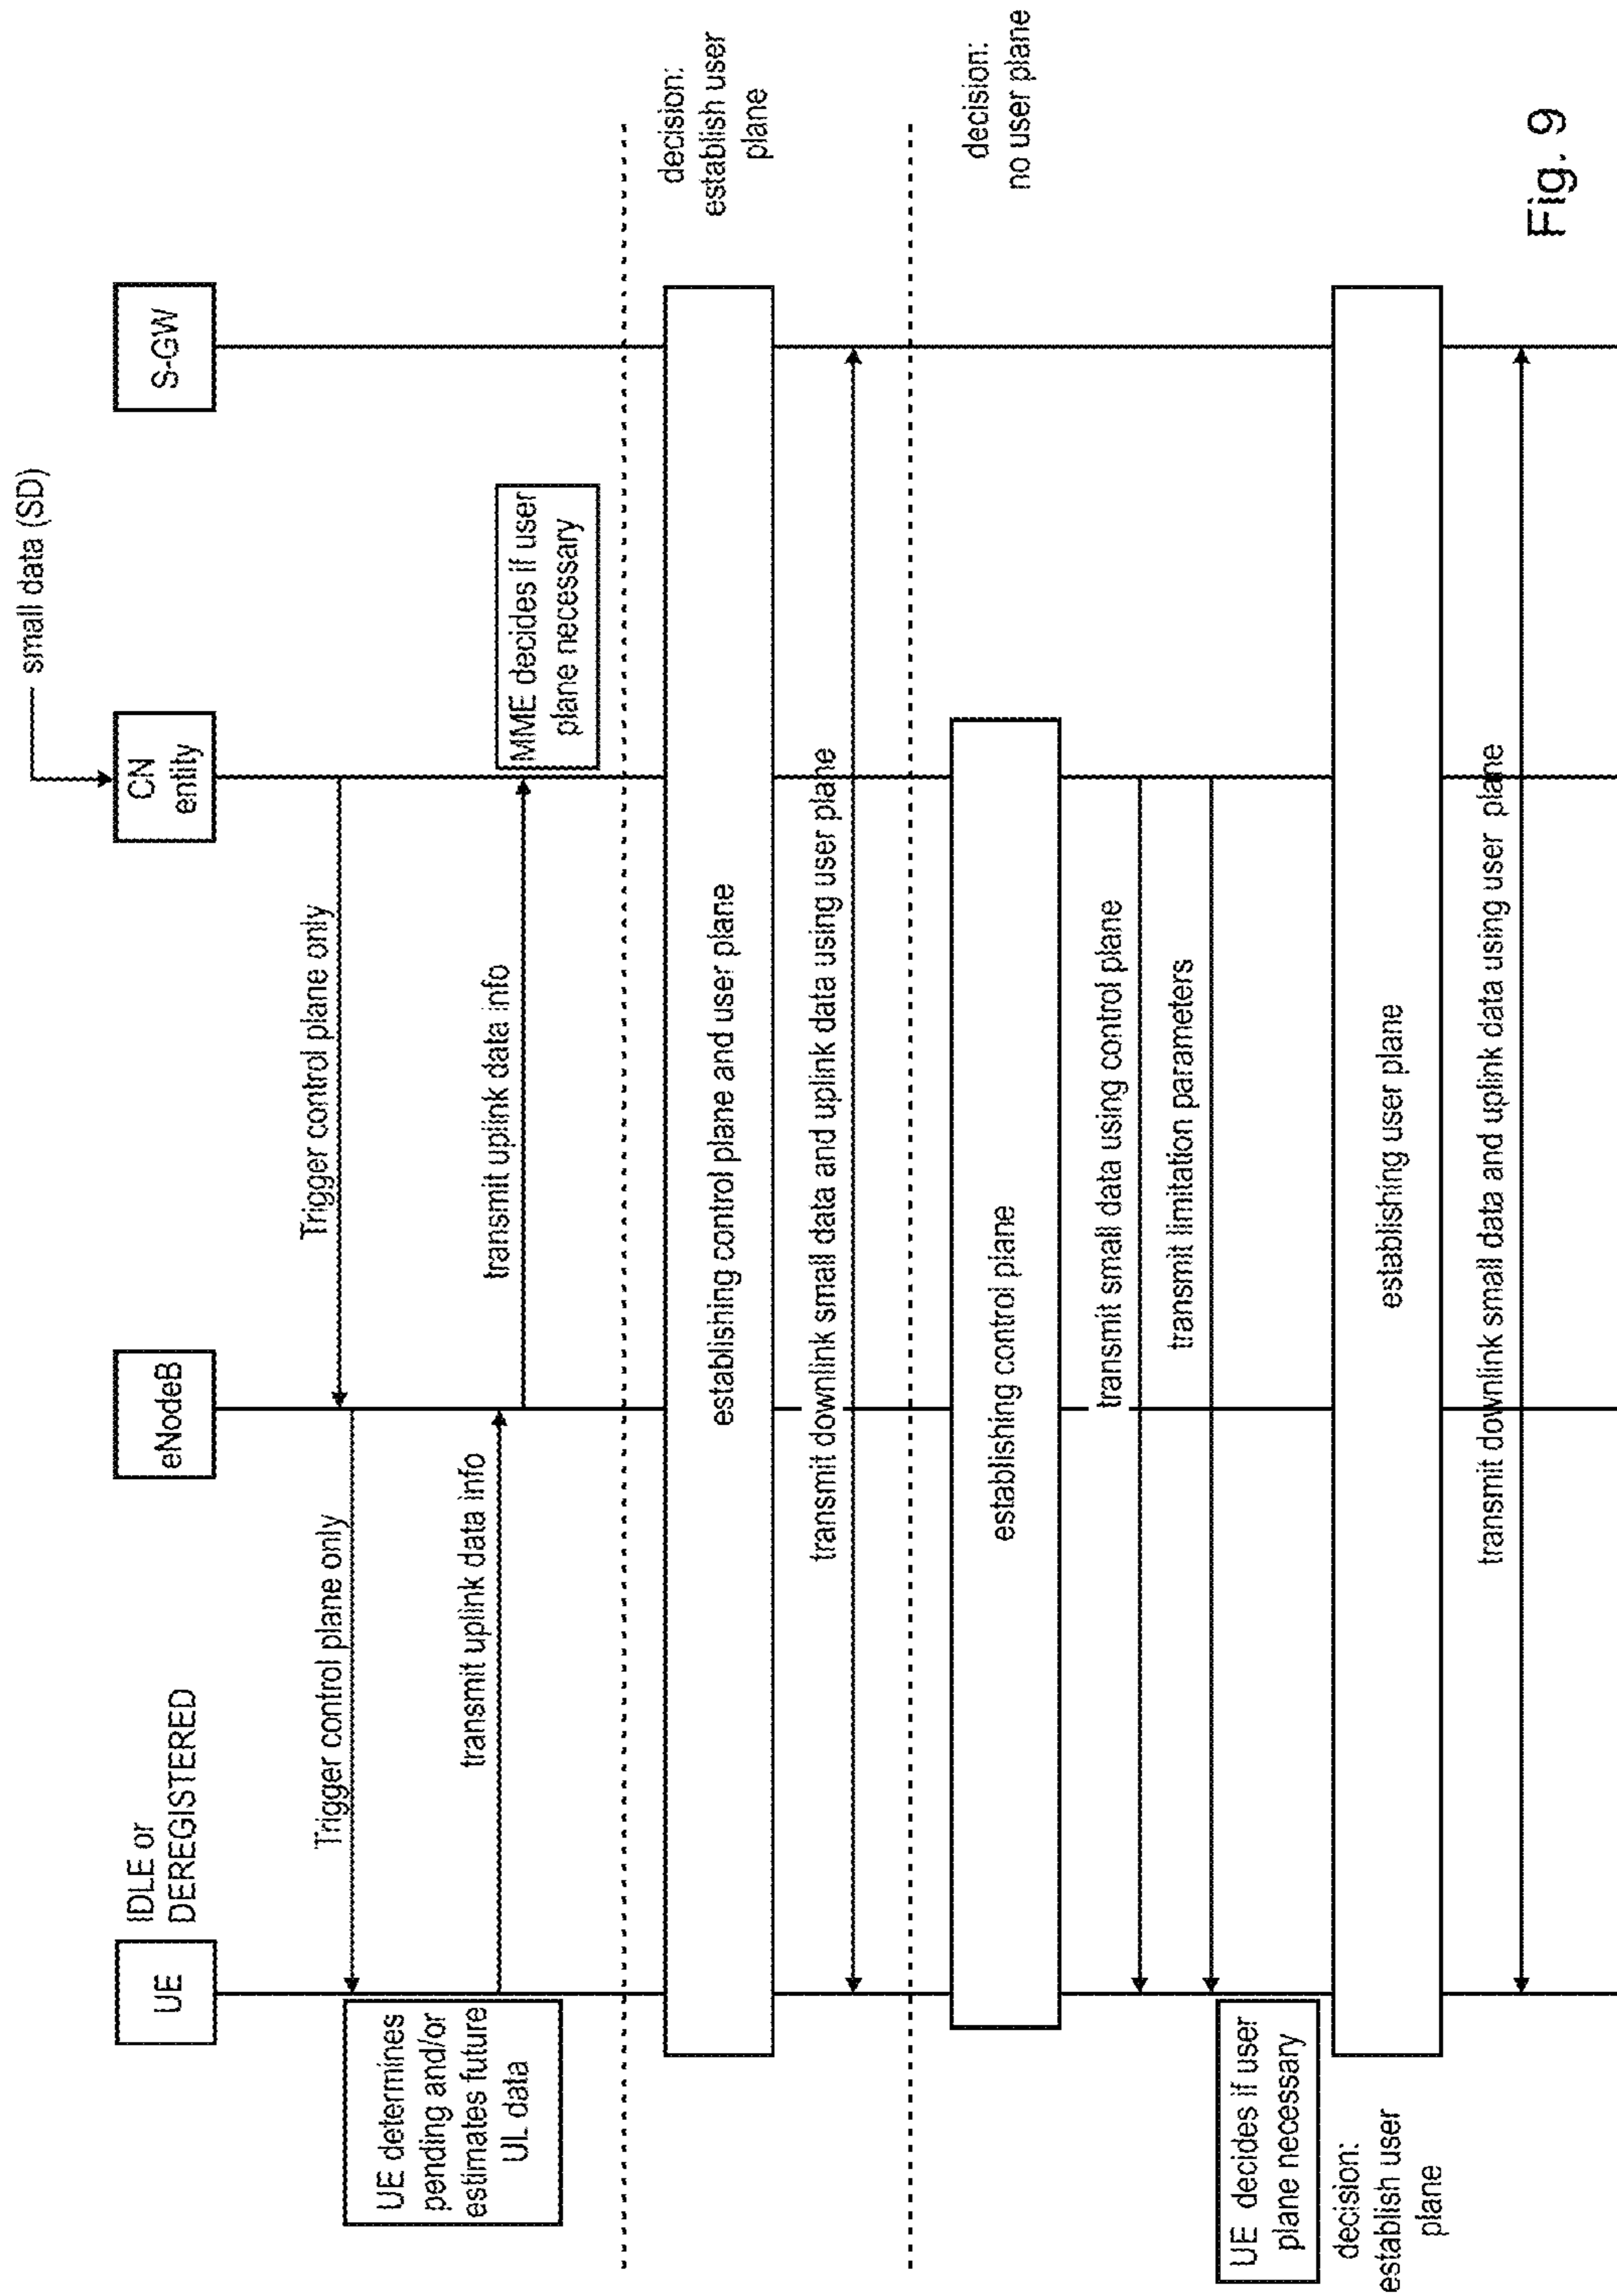 small data (SD)
IDLE or
DEREGISTERED
UE
eNodeB
CN
entity
S-GW
Trigger control plane only
Trigger control plane only
UE determines
pending and/or
estimates future
UL data
transmit uplink data info
transmit uplink data info
MME decides if user
plane necessary
decision:
establish user
plane
establishing control plane and user plane
transmit downlink small data and uplink data using user plane
decision:
no user plane
establishing control plane
transmit small data using control plane
transmit limitation parameters
UE decides if user
plane necessary
decision:
establish user
plane
establishing user plane
transmit downlink small data and uplink data using user plane
Fig. 9